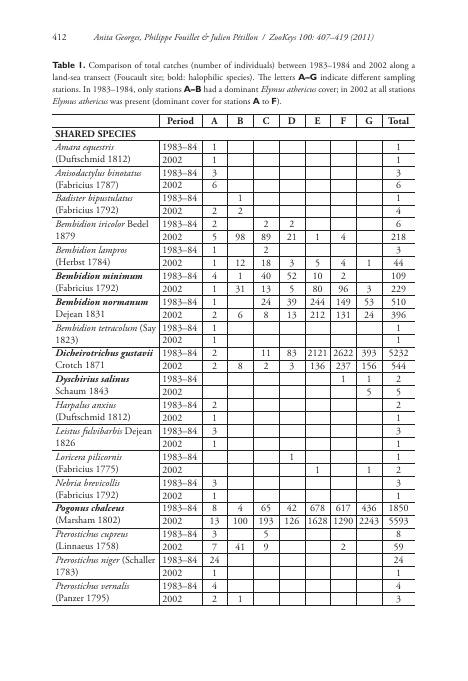 412 Anita Georges, Philippe Fouillet & Julien Pétillon / ZooKeys 100: 407–419 (2011)
Table 1. Comparison of total catches (number of individuals) between 1983–1984 and 2002 along a
land-sea transect (Foucault site; bold: halophilic species). The letters A–G indicate different sampling
stations. In 1983–1984, only stations A–B had a dominant Elymus athericus cover; in 2002 at all stations
Elymus athericus was present (dominant cover for stations A to F).
Period A B C D E F G Total
SHARED SPECIES
Amara equestris 1983–84 1 1
(Duftschmid 1812) 2002 1 1
Anisodactylus binotatus 1983–84 3 3
(Fabricius 1787) 2002 6 6
Badister bipustulatus 1983–84 1 1
(Fabricius 1792) 2002 2 2 4
Bembidion iricolor Bedel 1983–84 2 2 2 6
1879 2002 5 98 89 21 1 4 218
Bembidion lampros 1983–84 1 2 3
(Herbst 1784) 2002 1 12 18 3 5 4 1 44
Bembidion minimum 1983–84 4 1 40 52 10 2 109
(Fabricius 1792) 2002 1 31 13 5 80 96 3 229
Bembidion normanum 1983–84 1 24 39 244 149 53 510
Dejean 1831 2002 2 6 8 13 212 131 24 396
Bembidion tetracolum (Say 1983–84 1 1
1823) 2002 1 1
Dicheirotrichus gustavii 1983–84 2 11 83 2121 2622 393 5232
Crotch 1871 2002 2 8 2 3 136 237 156 544
Dyschirius salinus 1983–84 1 1 2
Schaum 1843 2002 5 5
Harpalus anxius 1983–84 2 2
(Duftschmid 1812) 2002 1 1
Leistus fulvibarbis Dejean 1983–84 3 3
1826 2002 1 1
Loricera pilicornis 1983–84 1 1
(Fabricius 1775) 2002 1 1 2
Nebria brevicollis 1983–84 3 3
(Fabricius 1792) 2002 1 1
Pogonus chalceus 1983–84 8 4 65 42 678 617 436 1850
(Marsham 1802) 2002 13 100 193 126 1628 1290 2243 5593
Pterostichus cupreus 1983–84 3 5 8
(Linnaeus 1758) 2002 7 41 9 2 59
Pterostichus niger (Schaller 1983–84 24 24
1783) 2002 1 1
Pterostichus vernalis 1983–84 4 4
(Panzer 1795) 2002 2 1 3